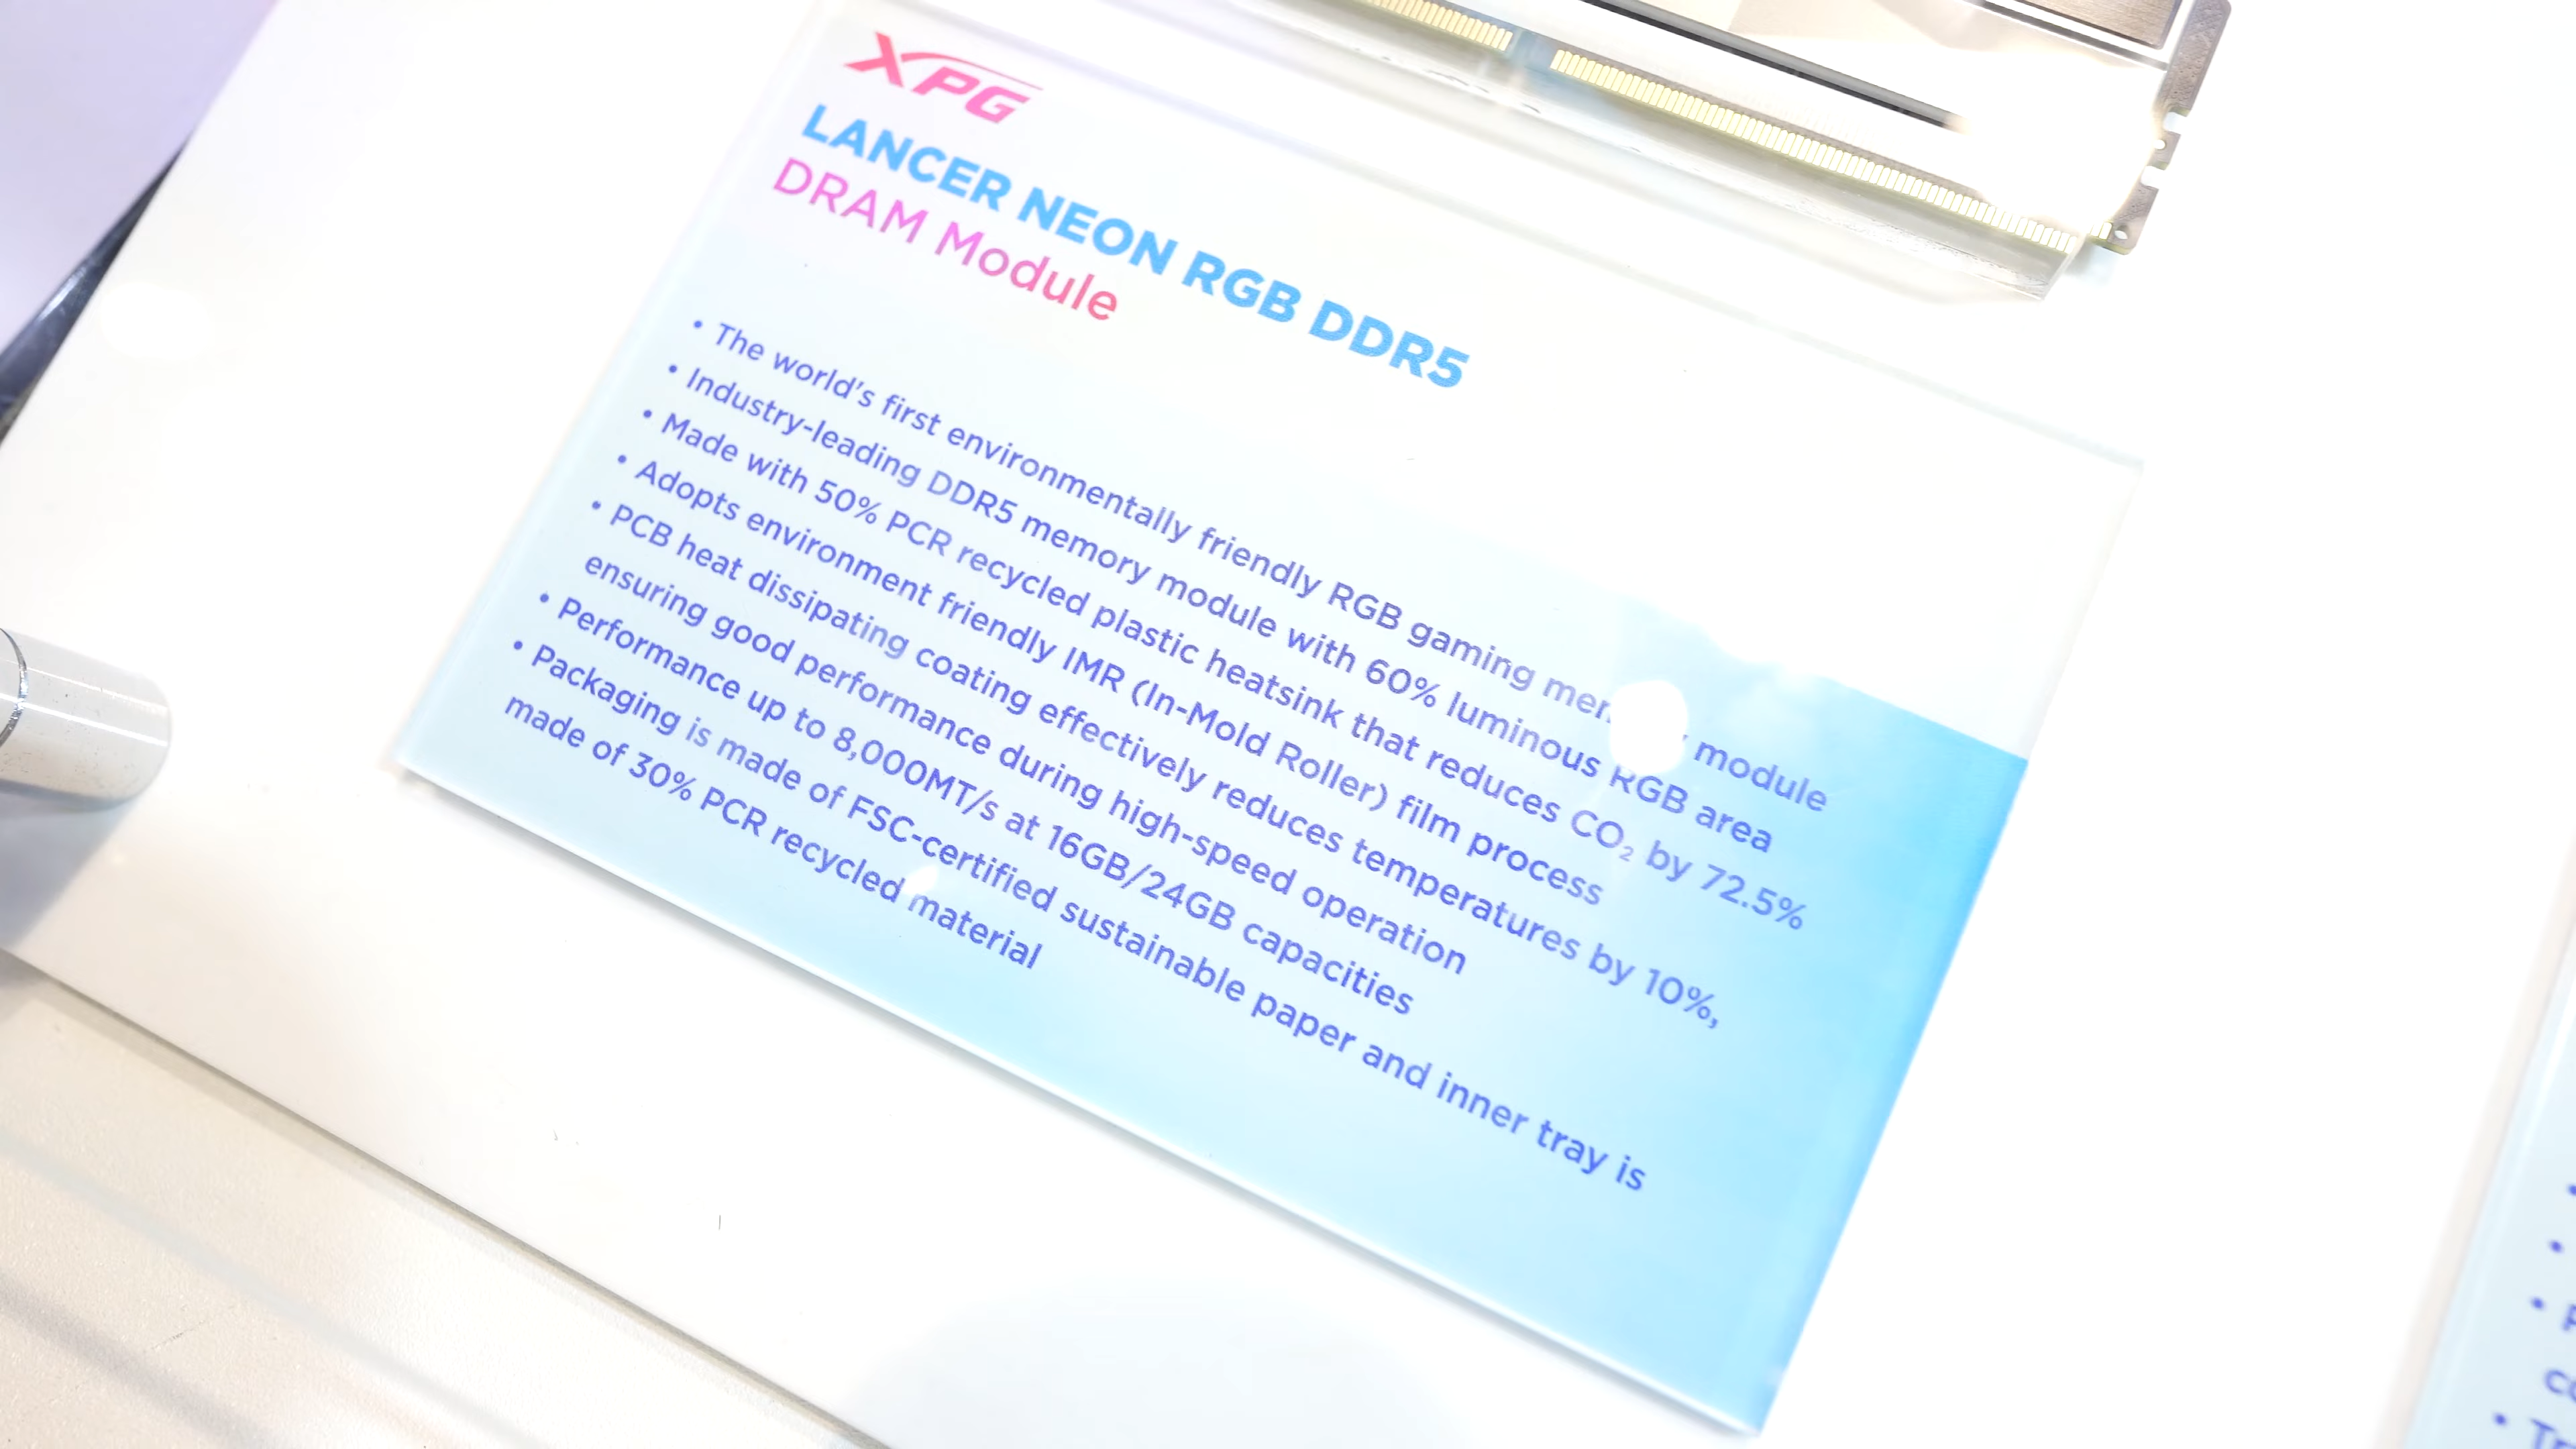 XPG
LANCER NEON RGB DDR5
DRAM Module
• The world's first environmentally friendly RGB gaming module
• Industry-leading DDR5 memory module with 60% luminous RGB area
• Made with 50% PCR recycled plastic heatsink that reduces CO₂ by 72.5%
• Adopts environment friendly IMR (In-Mold Roller) film process
• PCB heat dissipating coating effectively reduces temperatures by 10%,
ensuring good performance during high-speed operation
• Performance up to 8,000MT/s at 16GB/24GB capacities
• Packaging is made of FSC-certified sustainable paper and inner tray is
made of 30% PCR recycled material